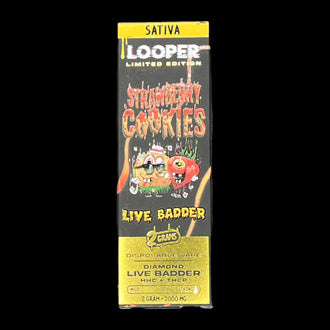 SATIVA
LOOPER
LIMITED EDITION
STRAWBERRY
COOKIES
LIVE BADDER
2 GRAMS
DISPOSABLE VAPE
DIAMOND
LIVE BADDER
HHC + THCP
2 GRAM - 2000 MG